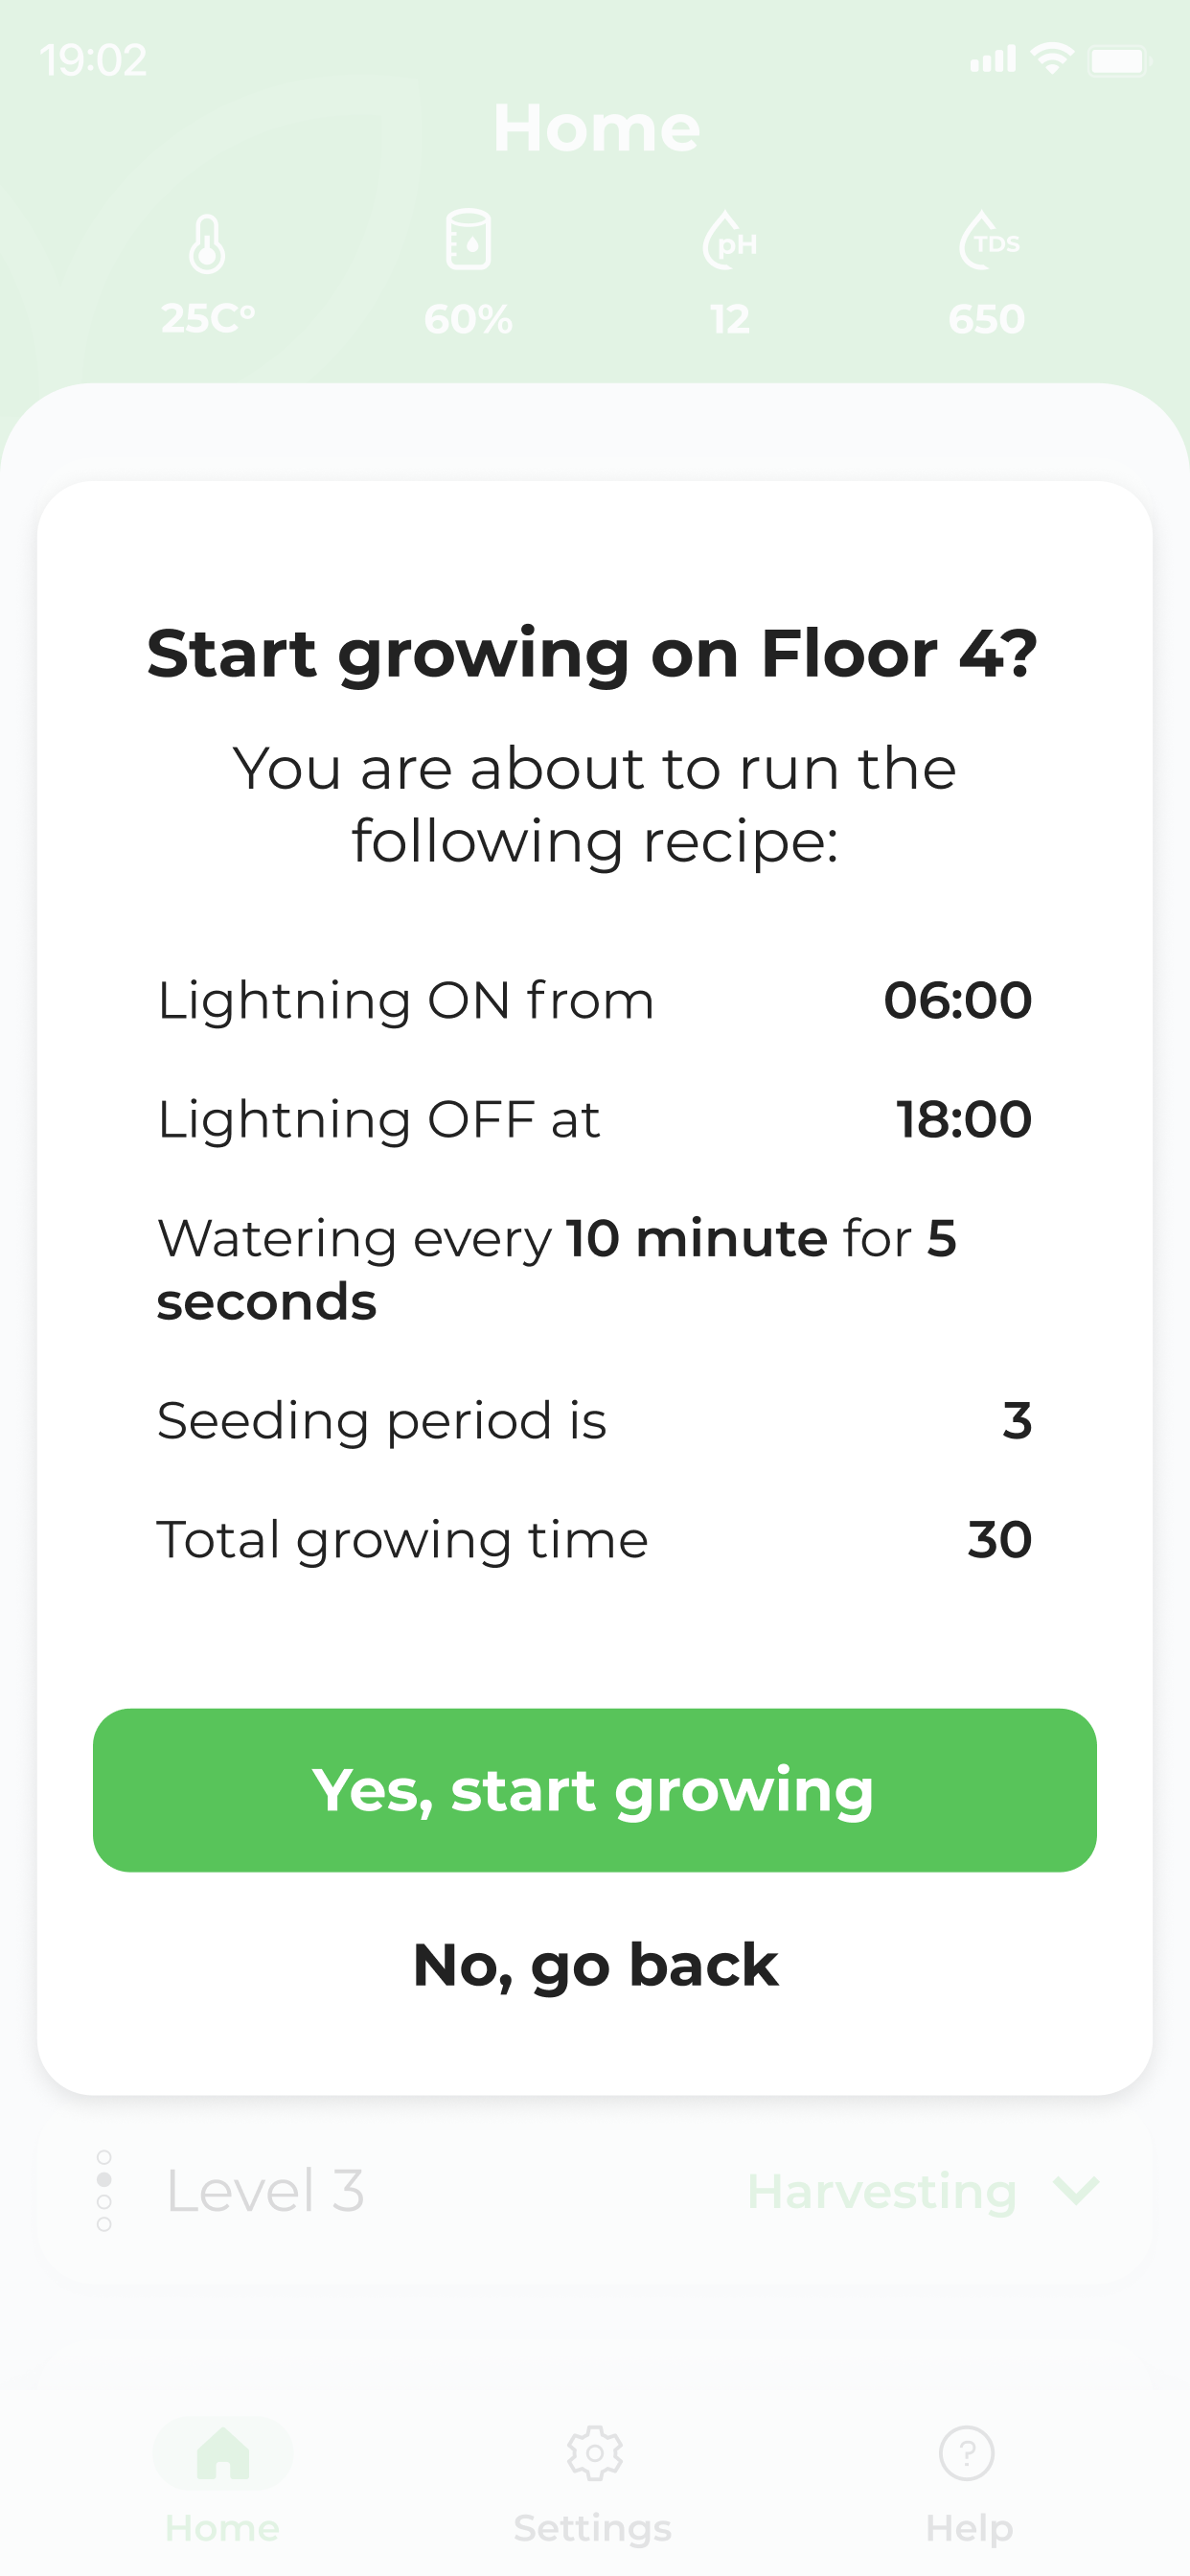 19:02
Home
pH
TDS
25C°
60%
12
650
Start growing on Floor 4?
You are about to run the
following recipe:
Lightning ON from 06:00
Lightning OFF at 18:00
Watering every 10 minute for 5
seconds
Seeding period is 3
Total growing time 30
Yes, start growing
No, go back
Level 3 Harvesting
?
Home Settings Help